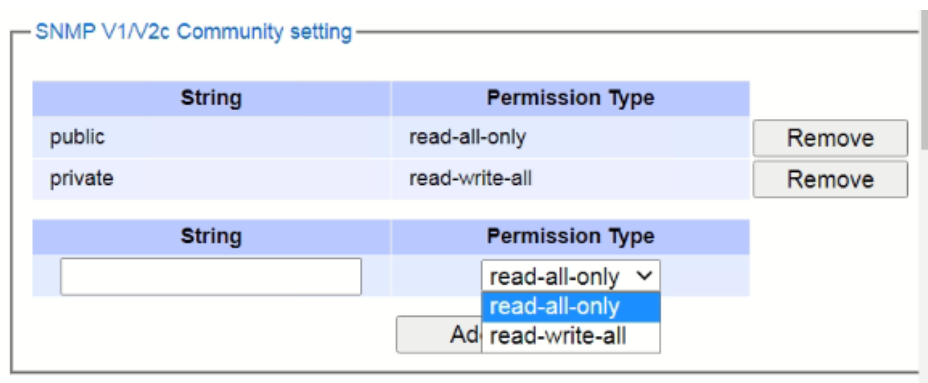 SNMP V1/V2c Community setting
String Permission Type
public read-all-only Remove
private read-write-all Remove
String Permission Type
read-all-only
read-all-only
read-write-all